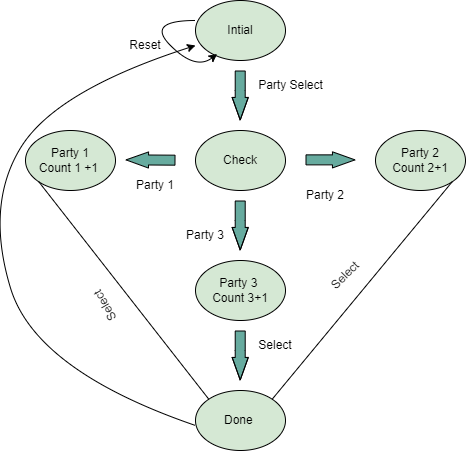 Intial
Reset
Party Select
Party 1
Count 1 +1
Check
Party 2
Count 2+1
Party 1
Party 2
Party 3
Party 3
Count 3+1
Select
Select
Select
Done